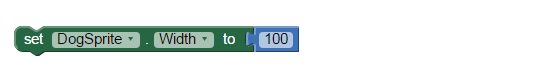 set DogSprite . Width to 100